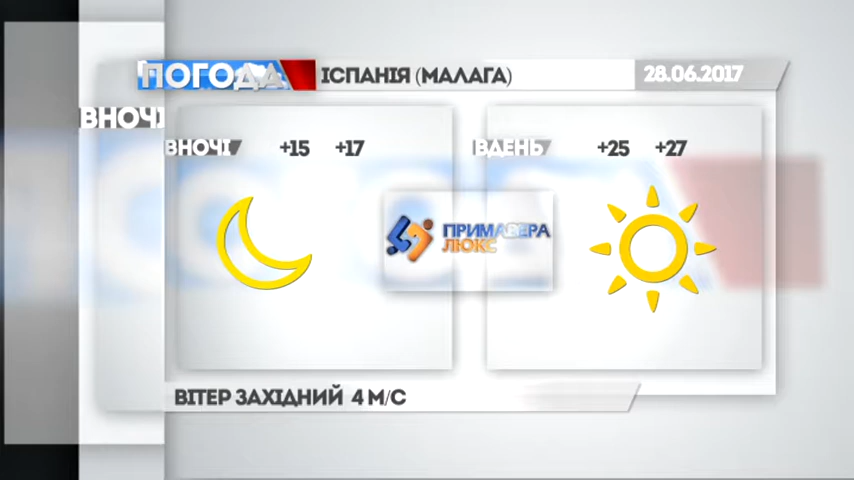 ПОГОДА ІСПАНІЯ (МАЛАГА) 28.06.2017
ВНОЧІ
ВНОЧІ +15 +17
ВДЕНЬ +25 +27
ПРИМАВЕРА
ЛЮКС
ВІТЕР ЗАХІДНИЙ 4 М/С